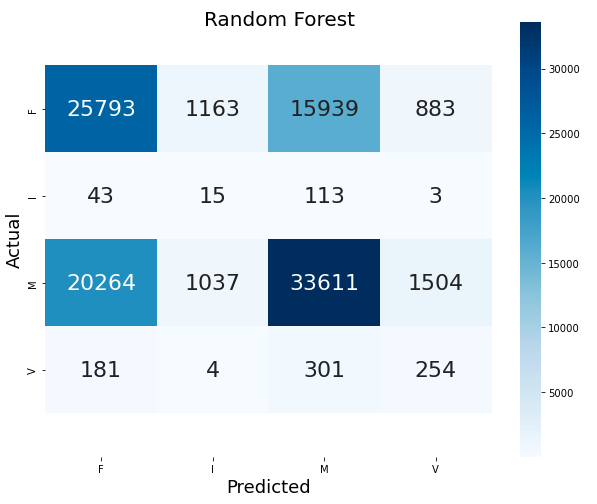 Random Forest
30000
25000
20000
15000
10000
5000
Actual
F
25793 1163 15939 883
I
43 15 113 3
M
20264 1037 33611 1504
V
181 4 301 254
F I M V
Predicted